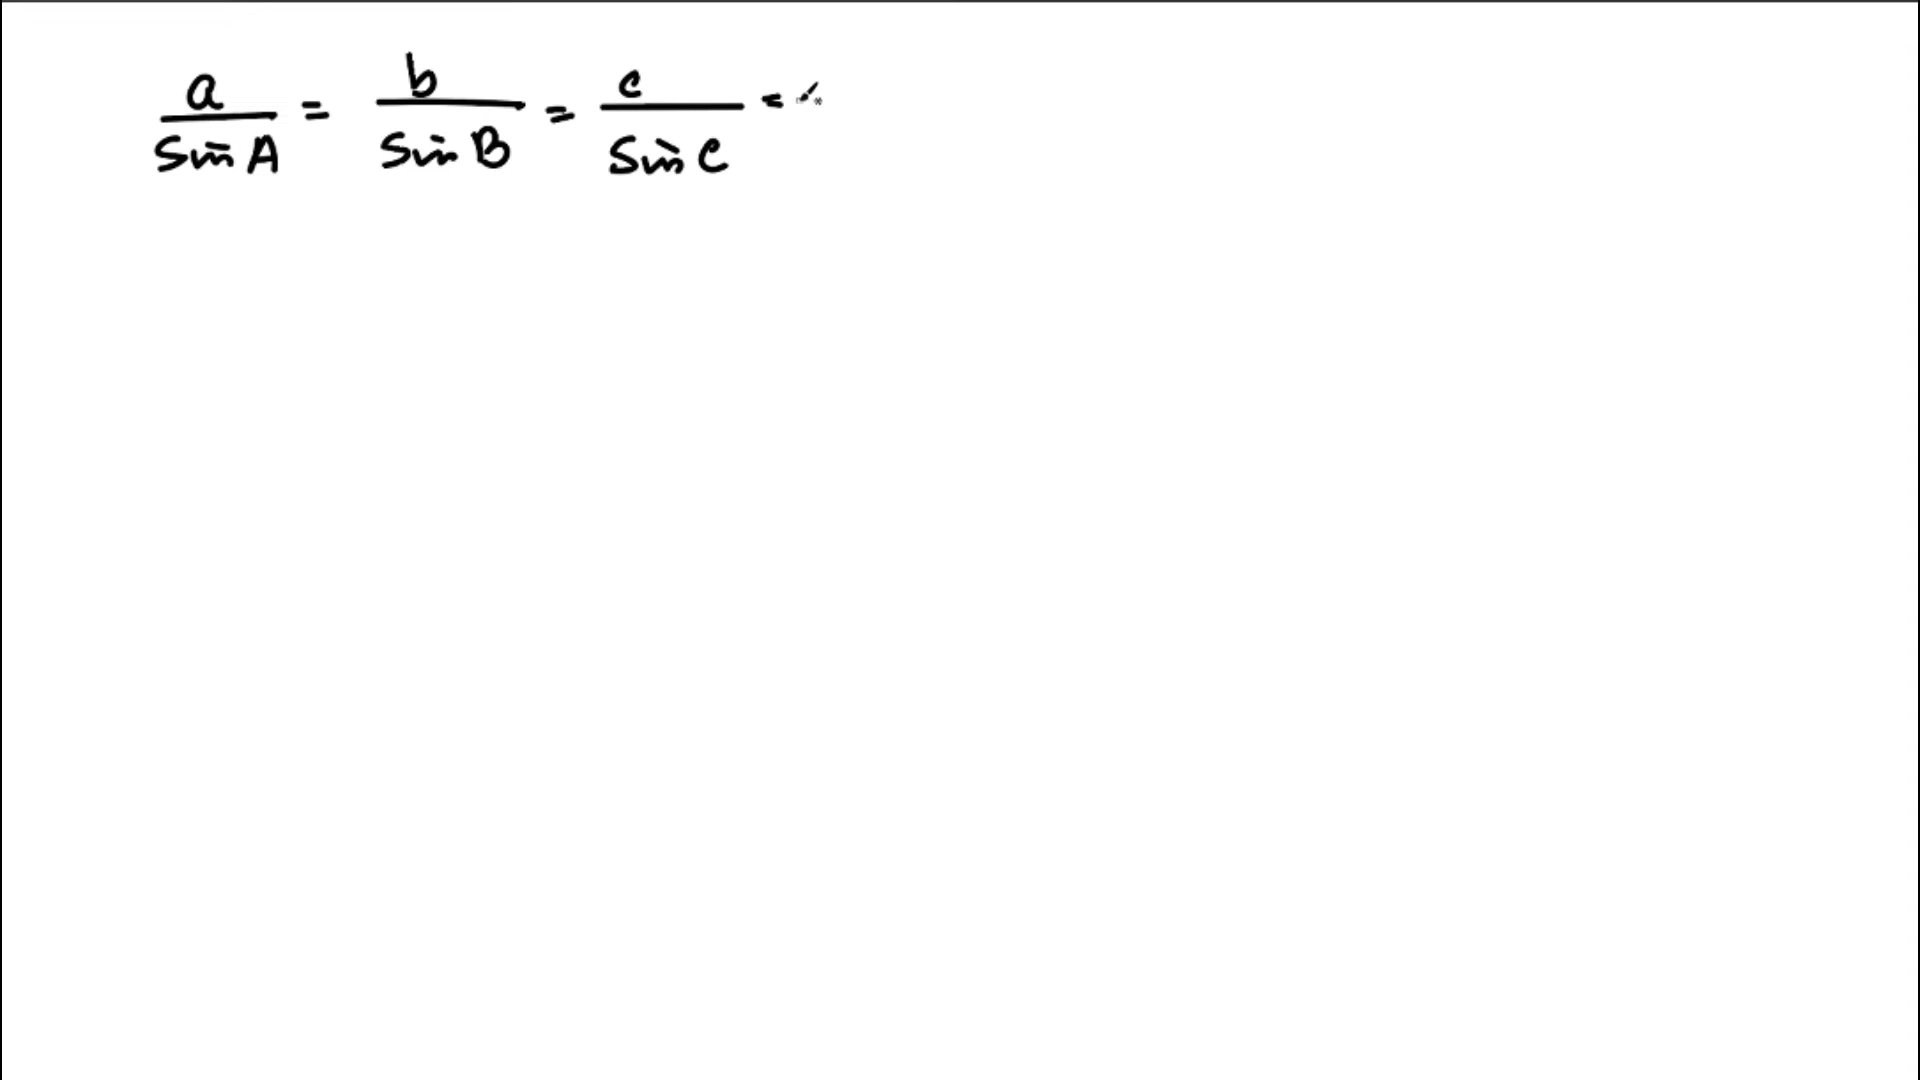 a/Sin A = b/Sin B = c/Sin C =